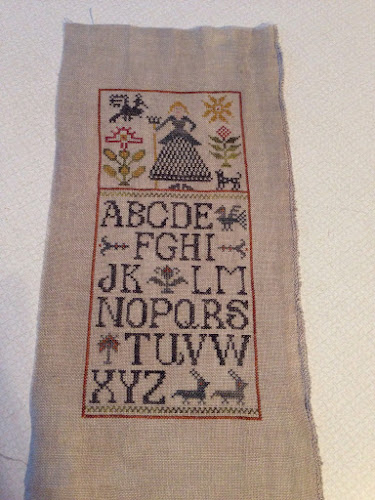 ABCDE
FGHI
JK LM
NOPQRS
TUVW
XYZ